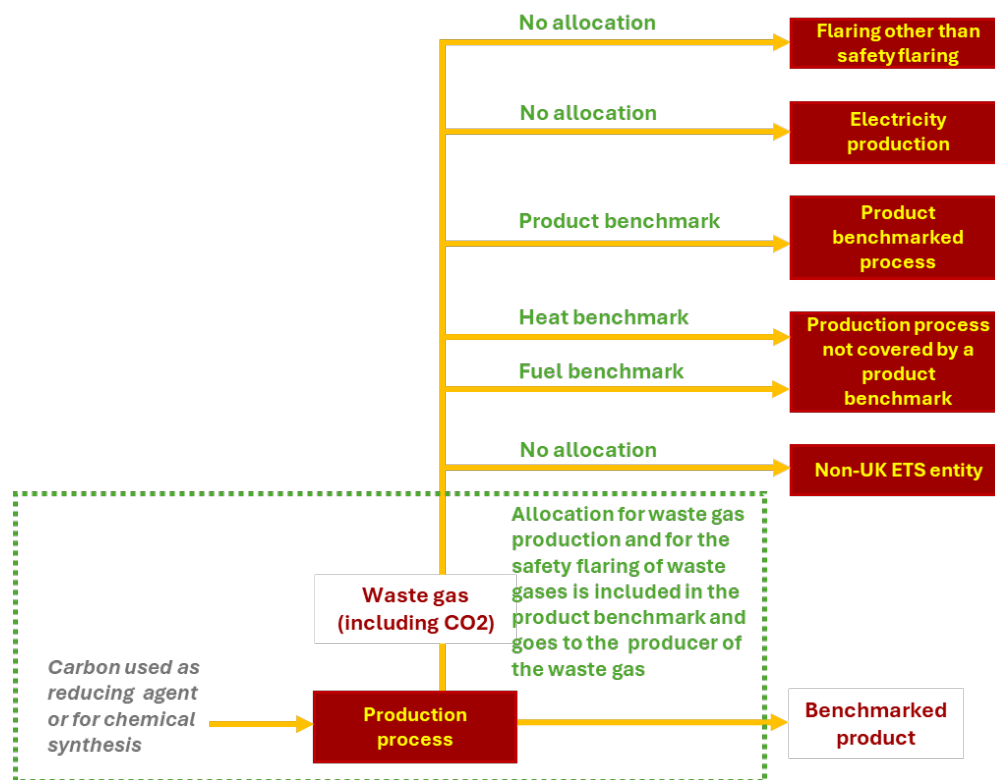 No allocation
Flaring other than
safety flaring
No allocation
Electricity
production
Product benchmark
Product
benchmarked
process
Heat benchmark
Fuel benchmark
Production process
not covered by a
product
benchmark
No allocation
Non-UK ETS entity
Allocation for waste gas
production and for the
safety flaring of waste
gases is included in the
product benchmark and
goes to the producer of
the waste gas
Waste gas
(including CO2)
Carbon used as
reducing agent
or for chemical
synthesis
Production
process
Benchmarked
product